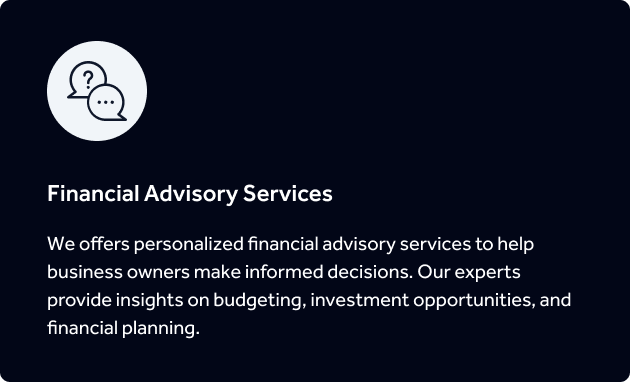 ?
Financial Advisory Services
We offers personalized financial advisory services to help
business owners make informed decisions. Our experts
provide insights on budgeting, investment opportunities, and
financial planning.